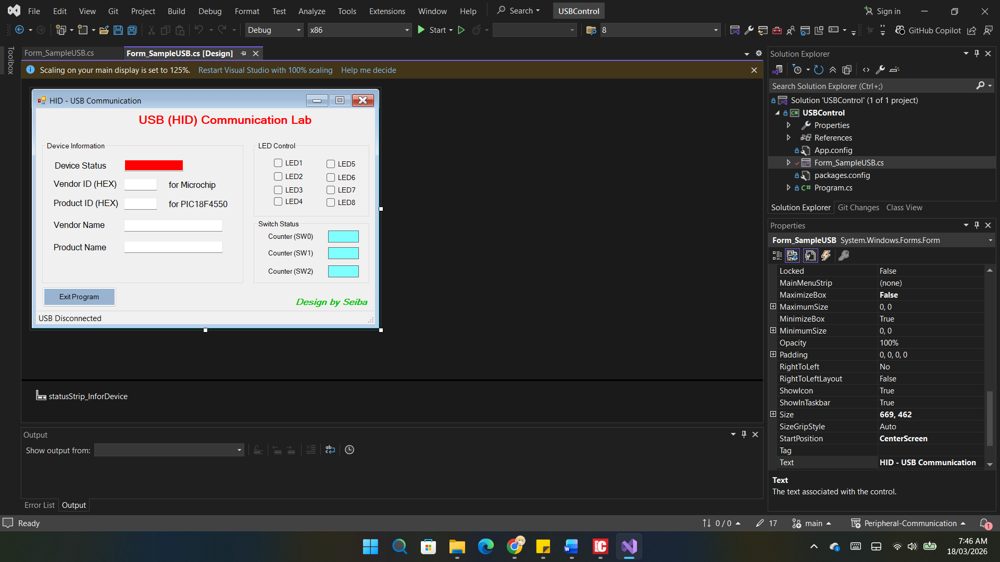 File Edit View Git Project Build Debug Format Test Analyze Tools Extensions Window Help Search USBControl Sign in
Debug x86 Start 8 GitHub Copilot
Toolbox
Form_SampleUSB.cs Form_SampleUSB.cs [Design]
Scaling on your main display is set to 125%. Restart Visual Studio with 100% scaling Help me decide
HID - USB Communication
USB (HID) Communication Lab
Device Information
Device Status
Vendor ID (HEX) for Microchip
Product ID (HEX) for PIC18F4550
Vendor Name
Product Name
LED Control
LED1 LED5
LED2 LED6
LED3 LED7
LED4 LED8
Switch Status
Counter (SW0)
Counter (SW1)
Counter (SW2)
Exit Program
Design by Seiba
USB Disconnected
statusStrip_InforDevice
Output
Show output from:
Error List Output
Solution Explorer
Search Solution Explorer (Ctrl+;)
Solution 'USBControl' (1 of 1 project)
C# USBControl
Properties
References
App.config
Form_SampleUSB.cs
packages.config
C# Program.cs
Solution Explorer Git Changes Class View
Properties
Form_SampleUSB System.Windows.Forms.Form
Locked False
MainMenuStrip (none)
MaximizeBox False
MaximumSize 0, 0
MinimizeBox True
MinimumSize 0, 0
Opacity 100%
Padding 0, 0, 0, 0
RightToLeft No
RightToLeftLayout False
ShowIcon True
ShowInTaskbar True
Size 669, 462
SizeGripStyle Auto
StartPosition CenterScreen
Tag
Text HID - USB Communication
Text
The text associated with the control.
Ready 0 / 0 17 main Peripheral-Communication 1
7:46 AM
18/03/2026